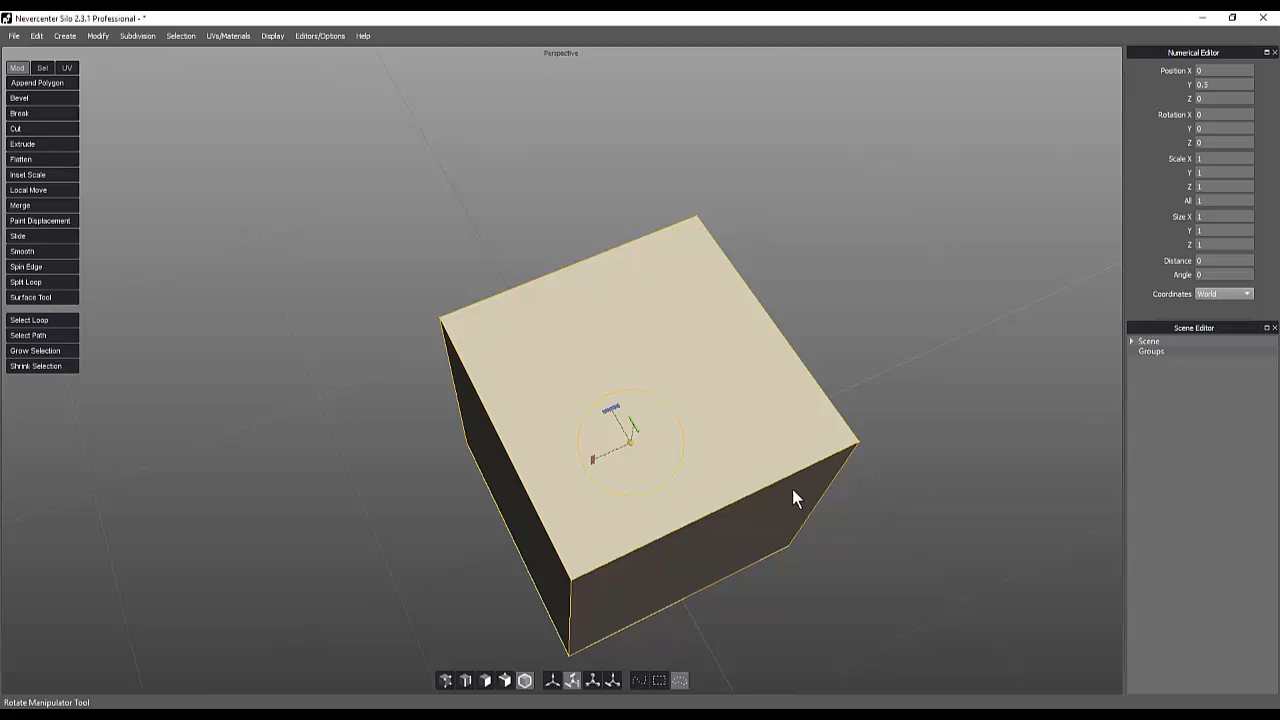 Nevercenter Silo 2.3.1 Professional - *
File Edit Create Modify Subdivision Selection UVs/Materials Display Editors/Options Help
Perspective
Mod Sel UV
Append Polygon
Bevel
Break
Cut
Extrude
Flatten
Inset Scale
Local Move
Merge
Paint Displacement
Slide
Smooth
Spin Edge
Split Loop
Surface Tool
Select Loop
Select Path
Grow Selection
Shrink Selection
Numerical Editor
Position X 0
Y 0.5
Z 0
Rotation X 0
Y 0
Z 0
Scale X 1
Y 1
Z 1
All 1
Size X 1
Y 1
Z 1
Distance 0
Angle 0
Coordinates World
Scene Editor
Scene
Groups
Rotate Manipulator Tool